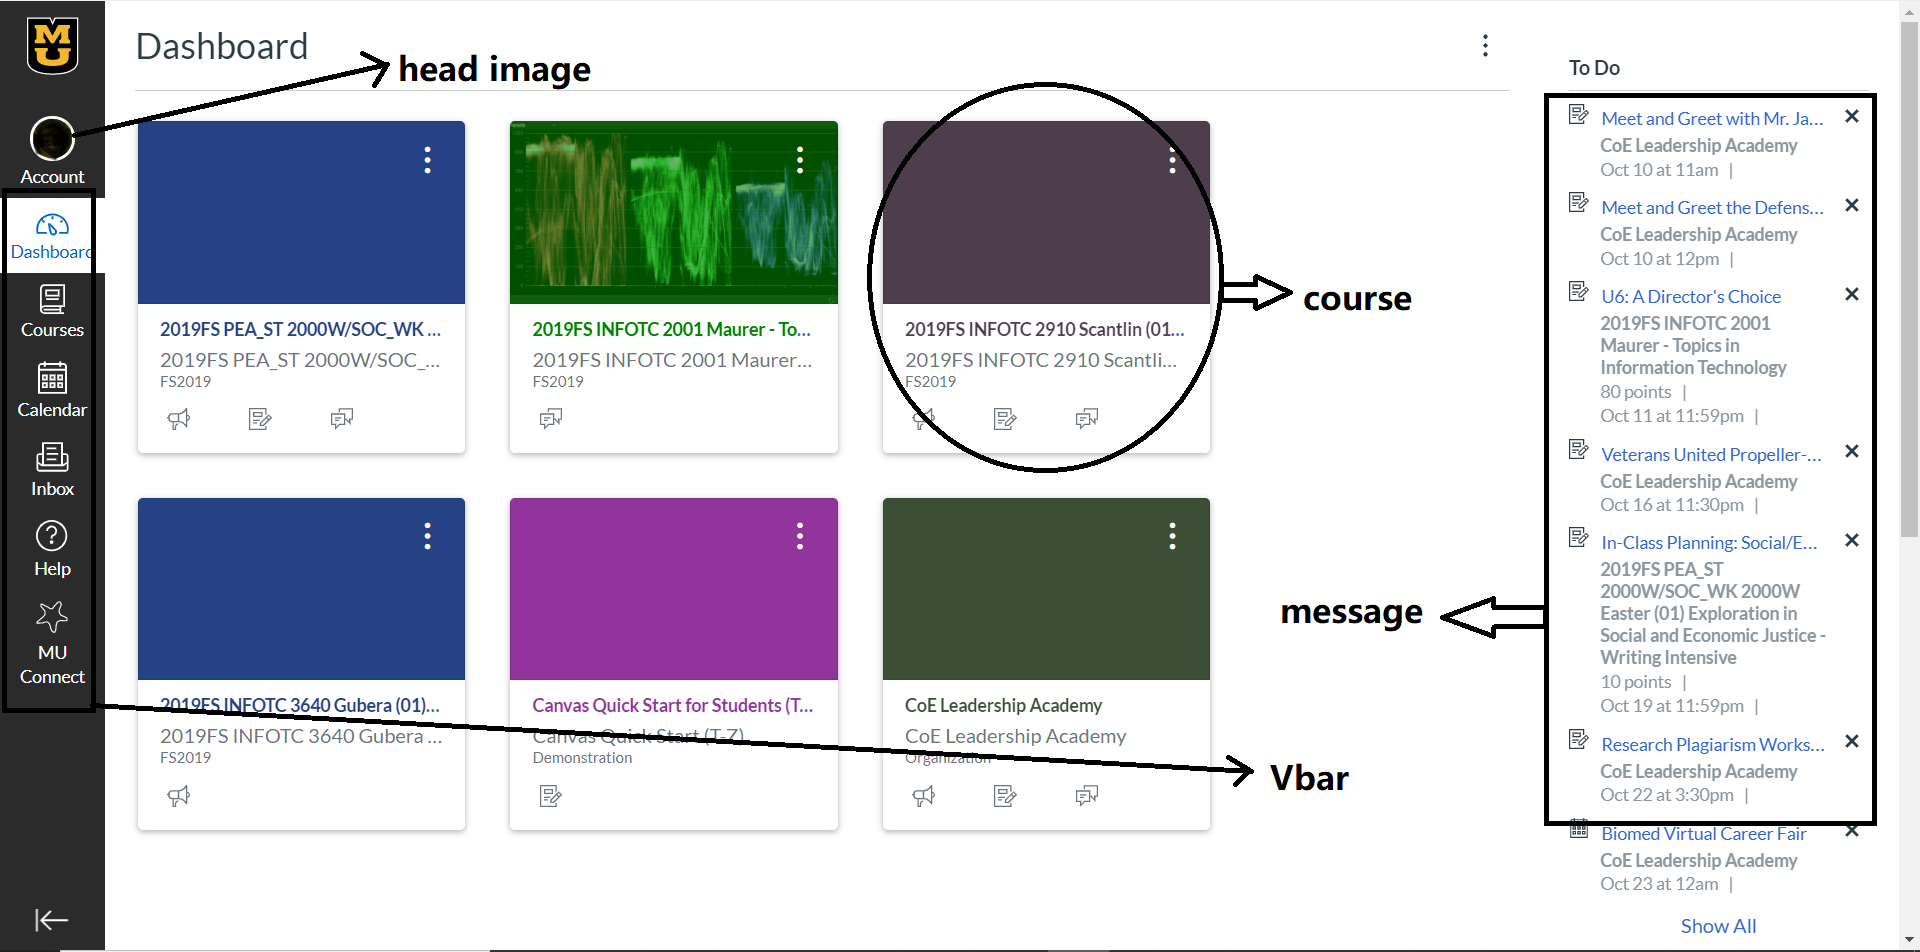 MU
Account
Dashboard
Courses
Calendar
Inbox
Help
MU
Connect
Dashboard
head image
2019FS PEA_ST 2000W/SOC_WK ...
2019FS PEA_ST 2000W/SOC_...
FS2019
2019FS INFOTC 2001 Maurer - To...
2019FS INFOTC 2001 Maurer...
FS2019
2019FS INFOTC 2910 Scantlin (01...
2019FS INFOTC 2910 Scantli...
FS2019
course
2019FS INFOTC 3640 Gubera (01)...
2019FS INFOTC 3640 Gubera ...
FS2019
Canvas Quick Start for Students (T...
Canvas Quick Start (T-Z)
Demonstration
CoE Leadership Academy
CoE Leadership Academy
Organization
message
Vbar
To Do
Meet and Greet with Mr. Ja...
CoE Leadership Academy
Oct 10 at 11am |
Meet and Greet the Defens...
CoE Leadership Academy
Oct 10 at 12pm |
U6: A Director's Choice
2019FS INFOTC 2001
Maurer - Topics in
Information Technology
80 points |
Oct 11 at 11:59pm |
Veterans United Propeller-...
CoE Leadership Academy
Oct 16 at 11:30pm |
In-Class Planning: Social/E...
2019FS PEA_ST
2000W/SOC_WK 2000W
Easter (01) Exploration in
Social and Economic Justice -
Writing Intensive
10 points |
Oct 19 at 11:59pm |
Research Plagiarism Works...
CoE Leadership Academy
Oct 22 at 3:30pm |
Biomed Virtual Career Fair
CoE Leadership Academy
Oct 23 at 12am |
Show All